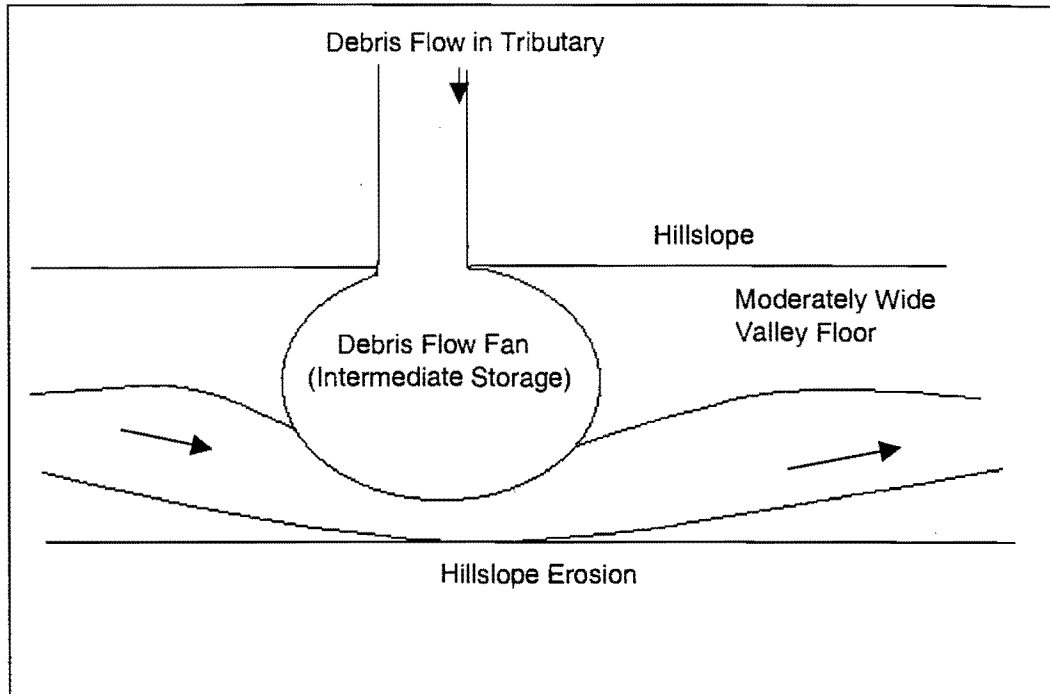 Debris Flow in Tributary
Hillslope
Moderately Wide
Valley Floor
Debris Flow Fan
(Intermediate Storage)
Hillslope Erosion